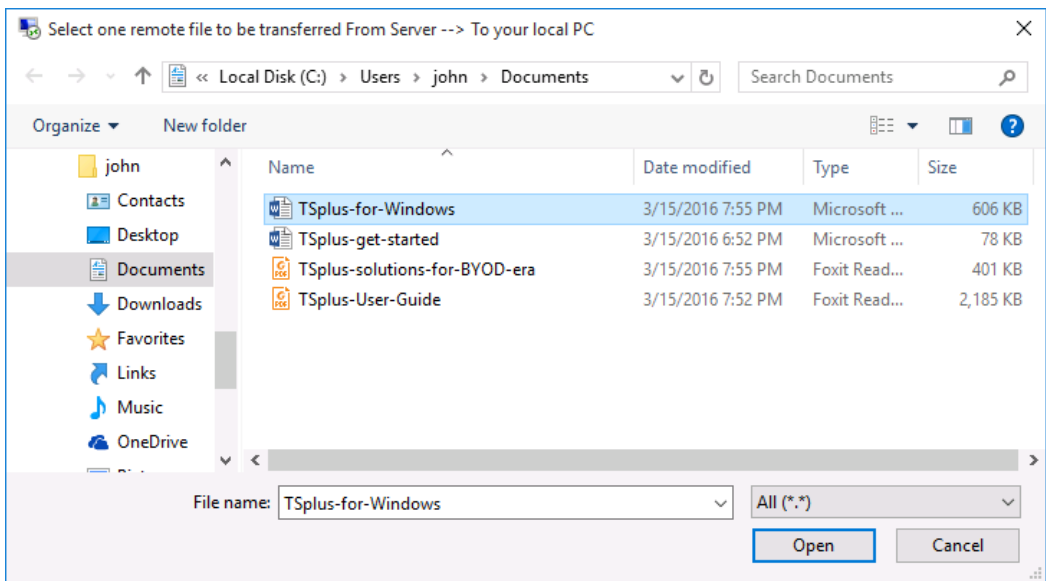 Select one remote file to be transferred From Server --> To your local PC
« Local Disk (C:) > Users > john > Documents
Search Documents
Organize
New folder
?
john
Contacts
Desktop
Documents
Downloads
Favorites
Links
Music
OneDrive
Name Date modified Type Size
TSplus-for-Windows 3/15/2016 7:55 PM Microsoft ... 606 KB
TSplus-get-started 3/15/2016 6:52 PM Microsoft ... 78 KB
TSplus-solutions-for-BYOD-era 3/15/2016 7:55 PM Foxit Read... 401 KB
TSplus-User-Guide 3/15/2016 7:52 PM Foxit Read... 2,185 KB
File name: TSplus-for-Windows
All (*.*)
Open
Cancel